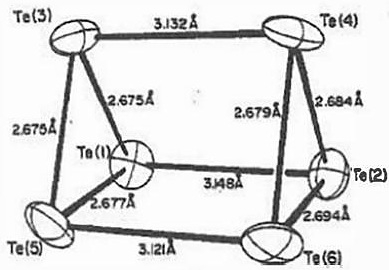 Te(3)
3.132Å
Te(4)
2.675Å
2.675Å
2.679Å
2.684Å
Te(1)
3.148Å
Te(2)
2.677Å
2.694Å
Te(5)
3.121Å
Te(6)